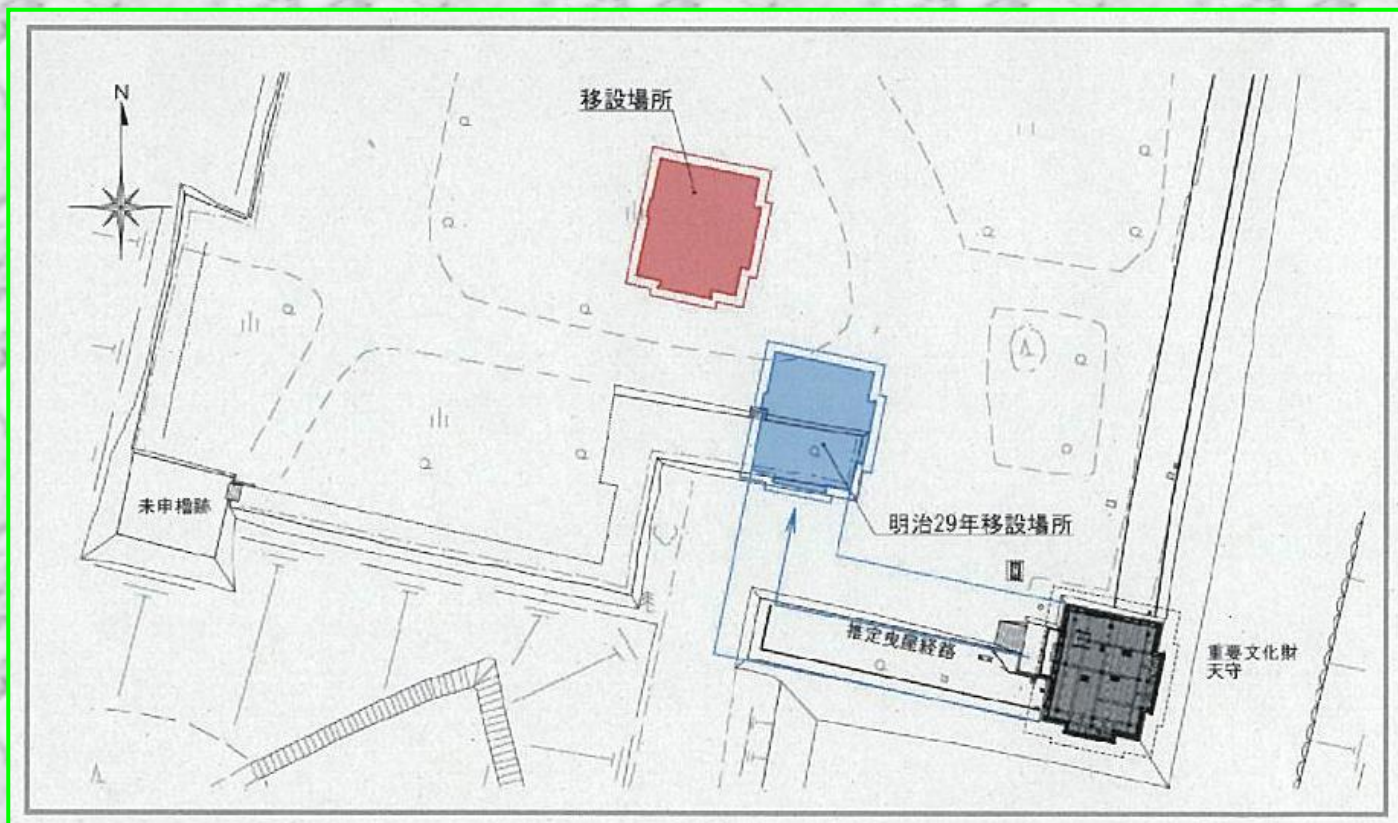 N
移設場所
未申櫓跡
明治29年移設場所
推定曳屋経路
重要文化財
天守